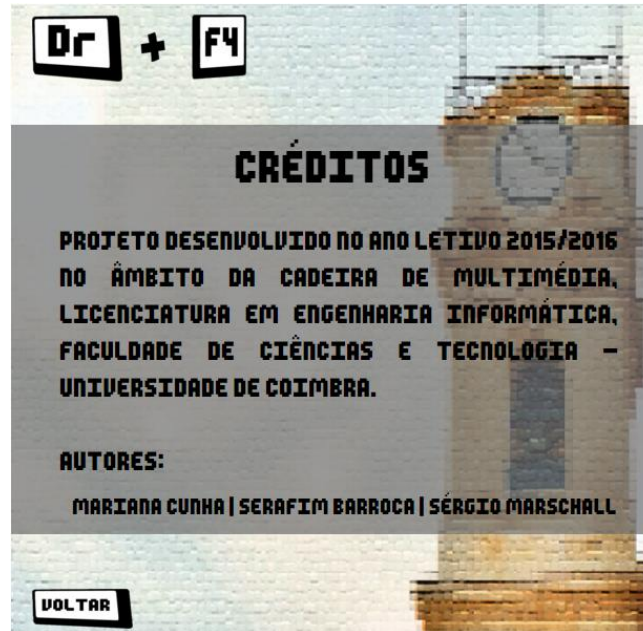 Dr + F4
CRÉDITOS
PROJETO DESENVOLVIDO NO ANO LETIVO 2015/2016
NO ÂMBITO DA CADEIRA DE MULTIMÉDIA,
LICENCIATURA EM ENGENHARIA INFORMÁTICA,
FACULDADE DE CIÊNCIAS E TECNOLOGIA –
UNIVERSIDADE DE COIMBRA.
AUTORES:
MARIANA CUNHA | SERAFIM BARROCA | SÉRGIO MARSCHALL
VOLTAR